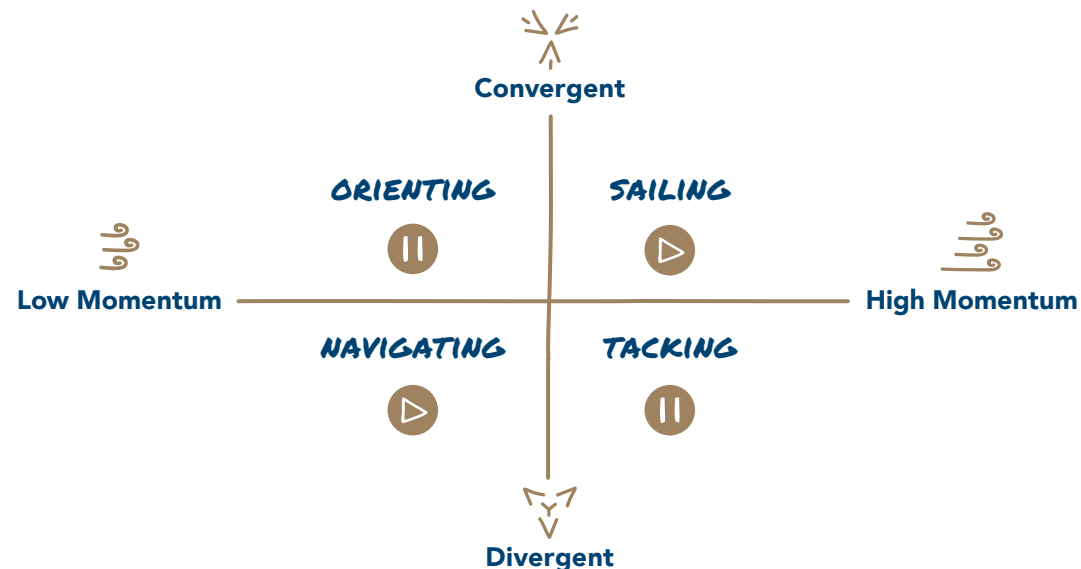 Convergent
ORIENTING
SAILING
Low Momentum
High Momentum
NAVIGATING
TACKING
Divergent